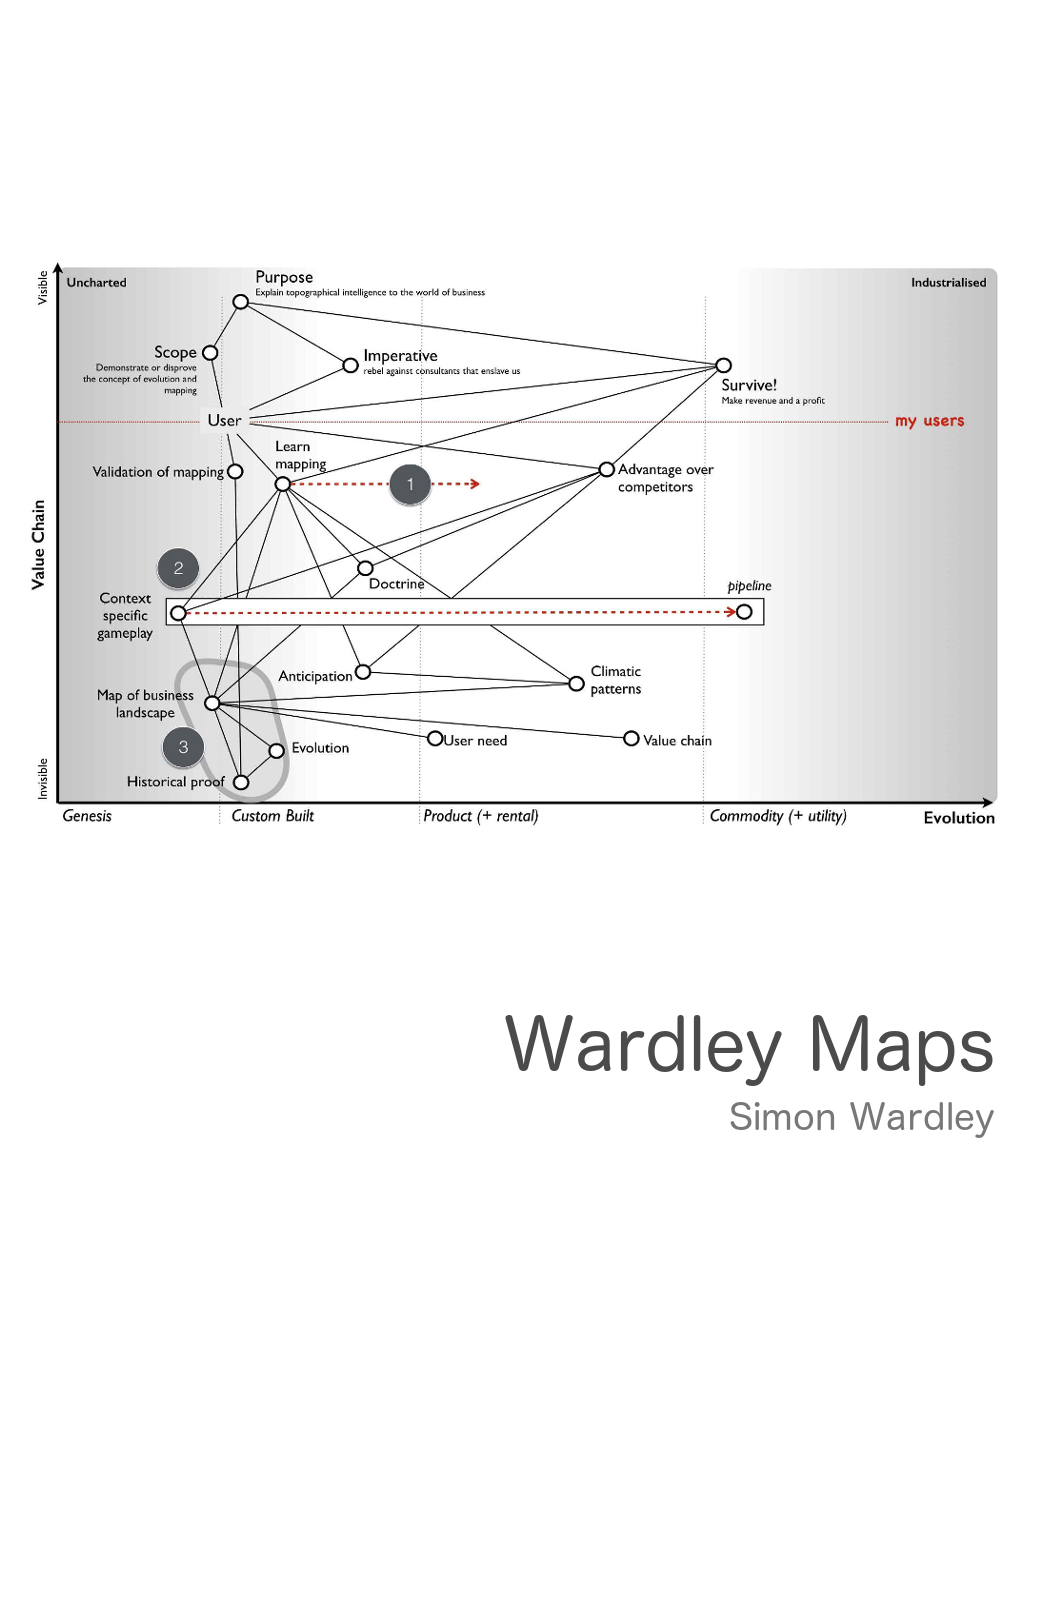 Visible
Uncharted
Industrialised
Purpose
Explain topographical intelligence to the world of business
Scope
Demonstrate or disprove
the concept of evolution and
mapping
Imperative
rebel against consultants that enslave us
Survive!
Make revenue and a profit
User
my users
Learn
mapping
Validation of mapping
1
Advantage over
competitors
Value Chain
2
Doctrine
pipeline
Context
specific
gameplay
Anticipation
Climatic
patterns
Map of business
landscape
3
Evolution
User need
Value chain
Historical proof
Invisible
Genesis
Custom Built
Product (+ rental)
Commodity (+ utility)
Evolution
Wardley Maps
Simon Wardley